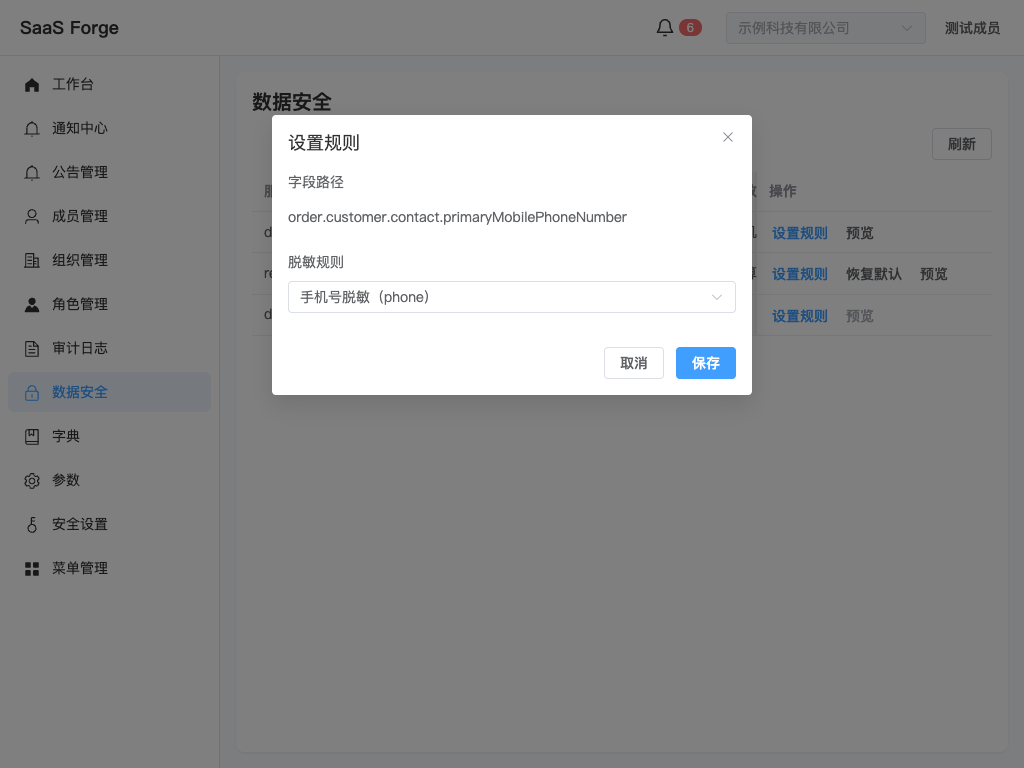 SaaS Forge
6
示例科技有限公司
测试成员
工作台
通知中心
公告管理
成员管理
组织管理
角色管理
审计日志
数据安全
字典
参数
安全设置
菜单管理
数据安全
刷新
操作
设置规则 预览
设置规则 恢复默认 预览
设置规则 预览
设置规则
字段路径
order.customer.contact.primaryMobilePhoneNumber
脱敏规则
手机号脱敏（phone）
取消
保存